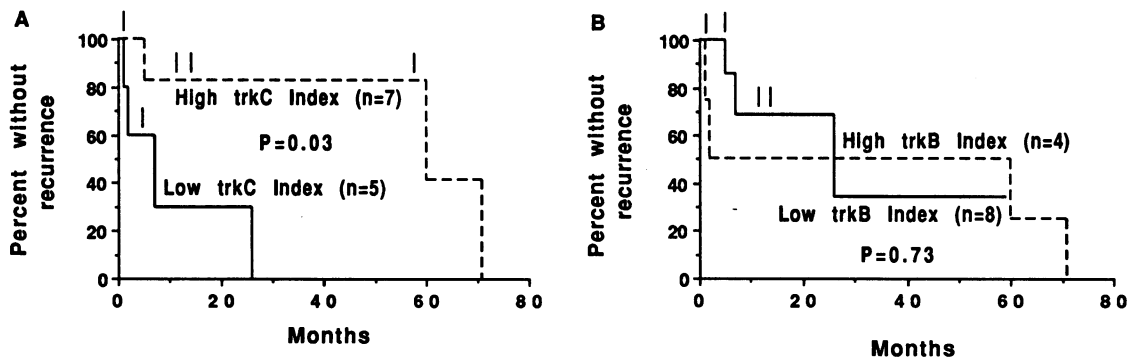 A
Percent without
recurrence
100
80
60
40
20
0
High trkC Index (n=7)
P=0.03
Low trkC Index (n=5)
0 20 40 60 80
Months
B
Percent without
recurrence
100
80
60
40
20
0
High trkB Index (n=4)
Low trkB Index (n=8)
P=0.73
0 20 40 60 80
Months